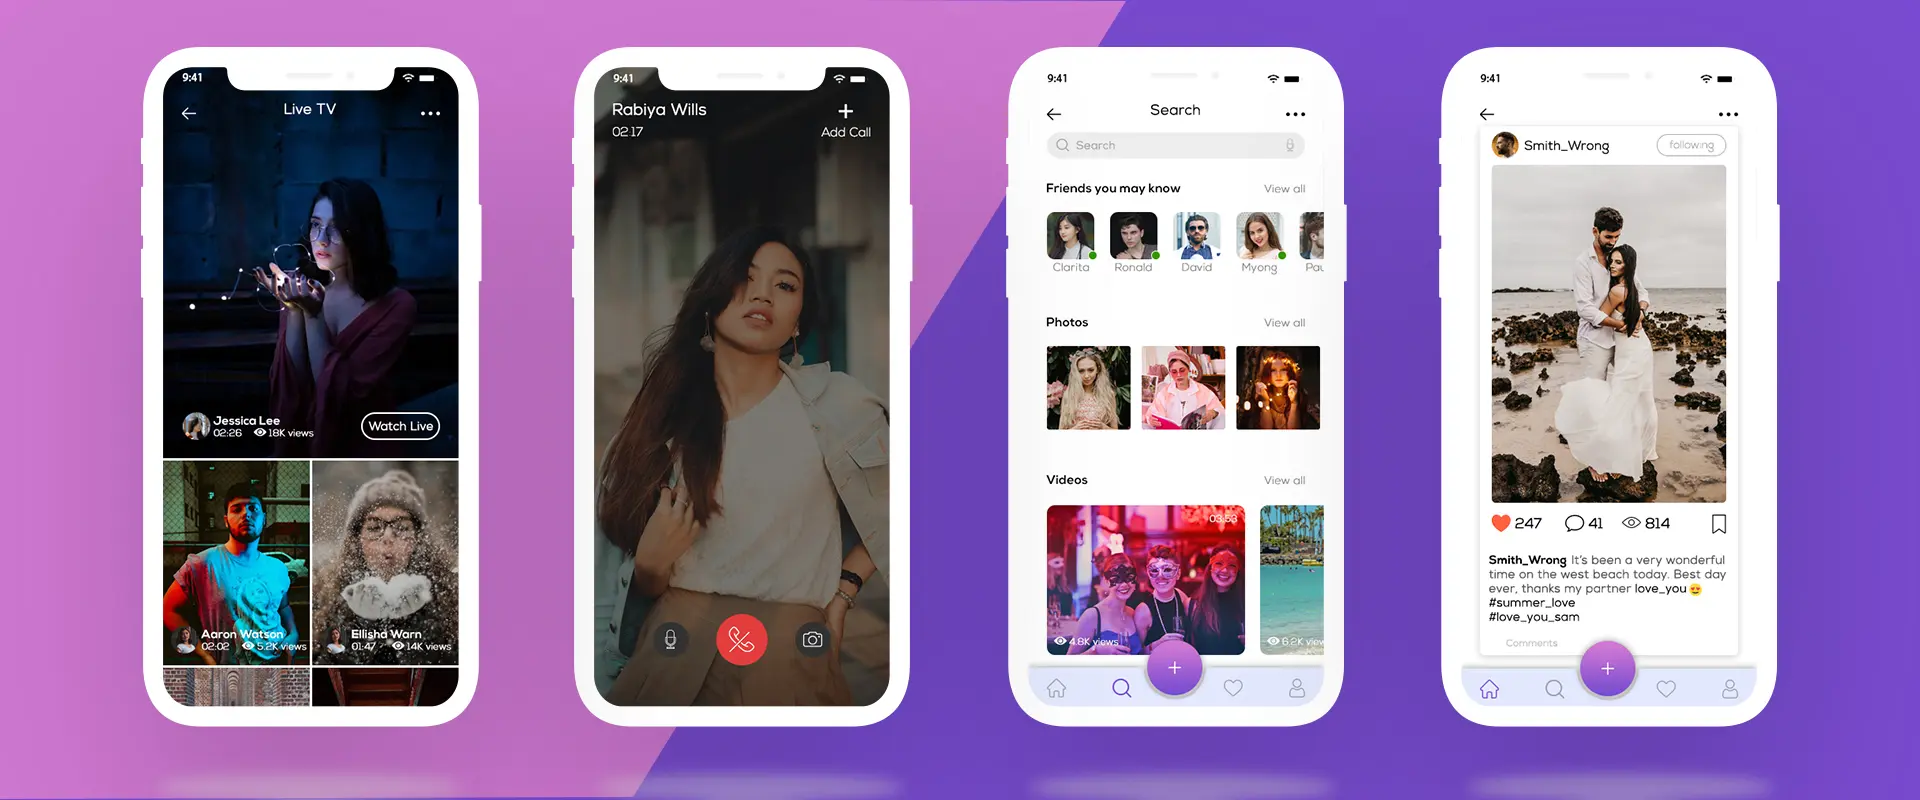 9:41
Live TV
Jessica Lee
02:26 18K views
Watch Live
Aaron Watson
02:02 5.2K views
Ellisha Warn
01:47 14K views
9:41
Rabiya Wills
02:17
Add Call
9:41
Search
Search
Friends you may know View all
Clarita Ronald David Myong Pau
Photos View all
Videos View all
03:53
4.8K views
6.2K view
9:41
Smith_Wrong following
247 41 814
Smith_Wrong It's been a very wonderful
time on the west beach today. Best day
ever, thanks my partner love_you 😍
#summer_love
#love_you_sam
Comments